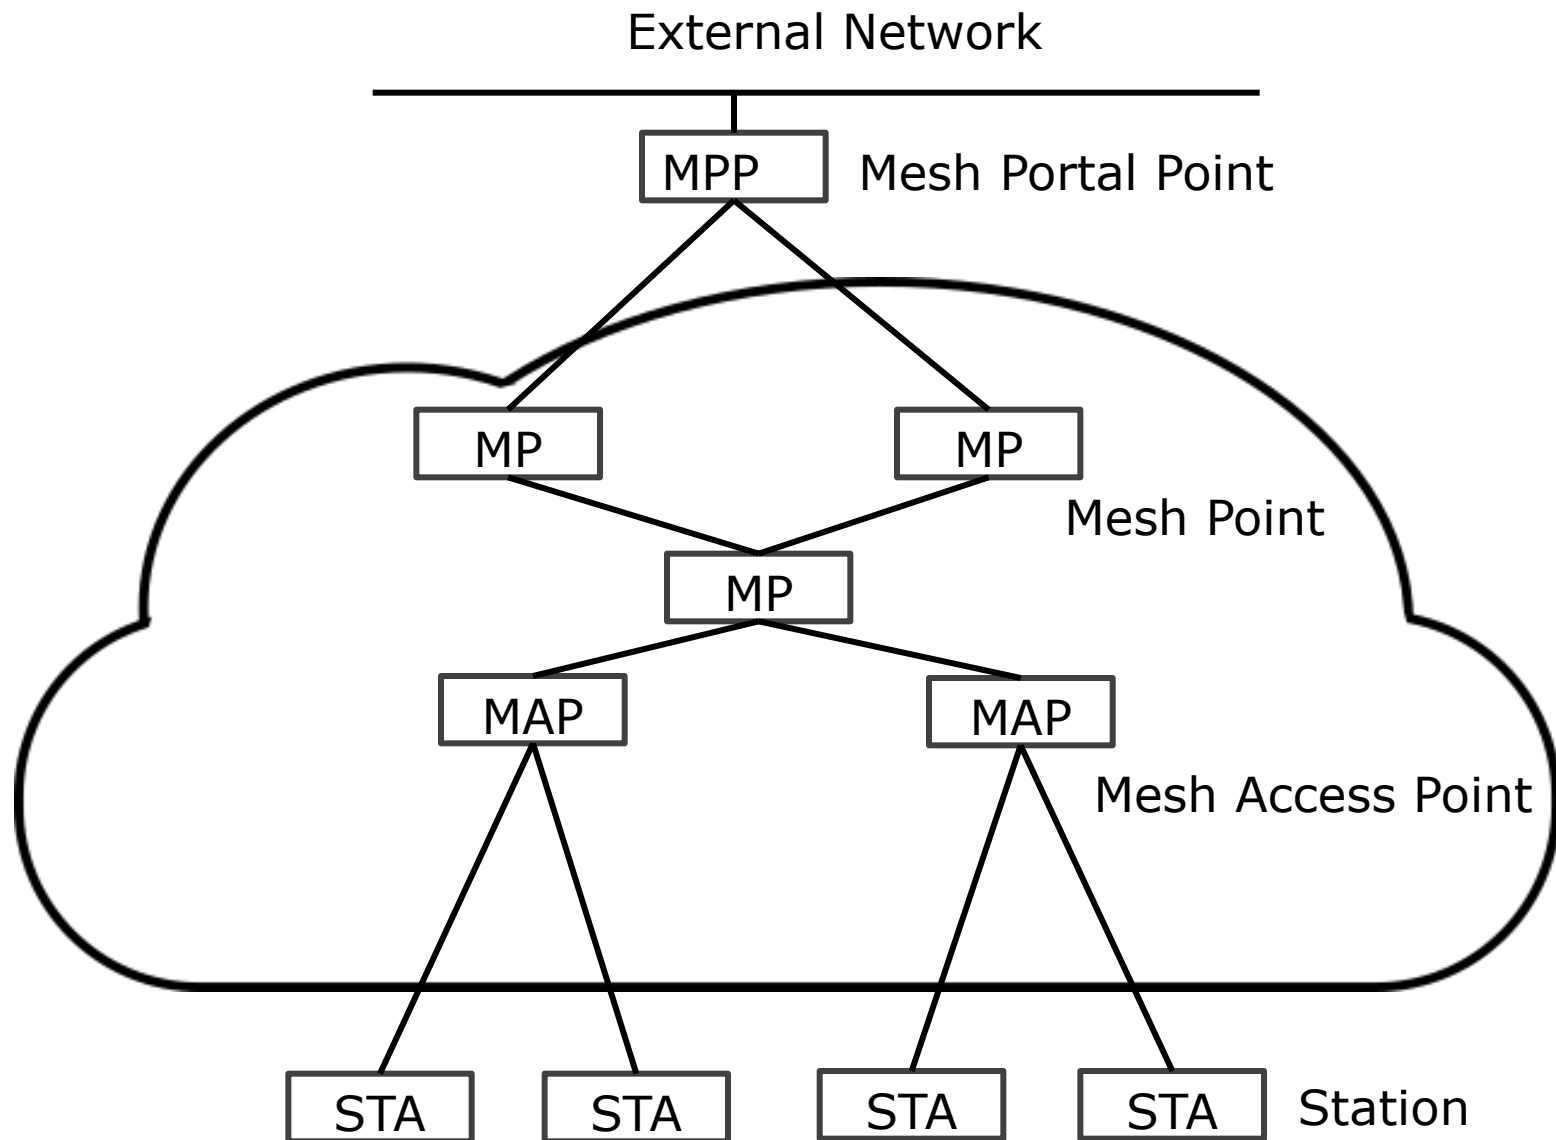 External Network
MPP
Mesh Portal Point
MP
MP
Mesh Point
MP
MAP
MAP
Mesh Access Point
STA
STA
STA
STA
Station